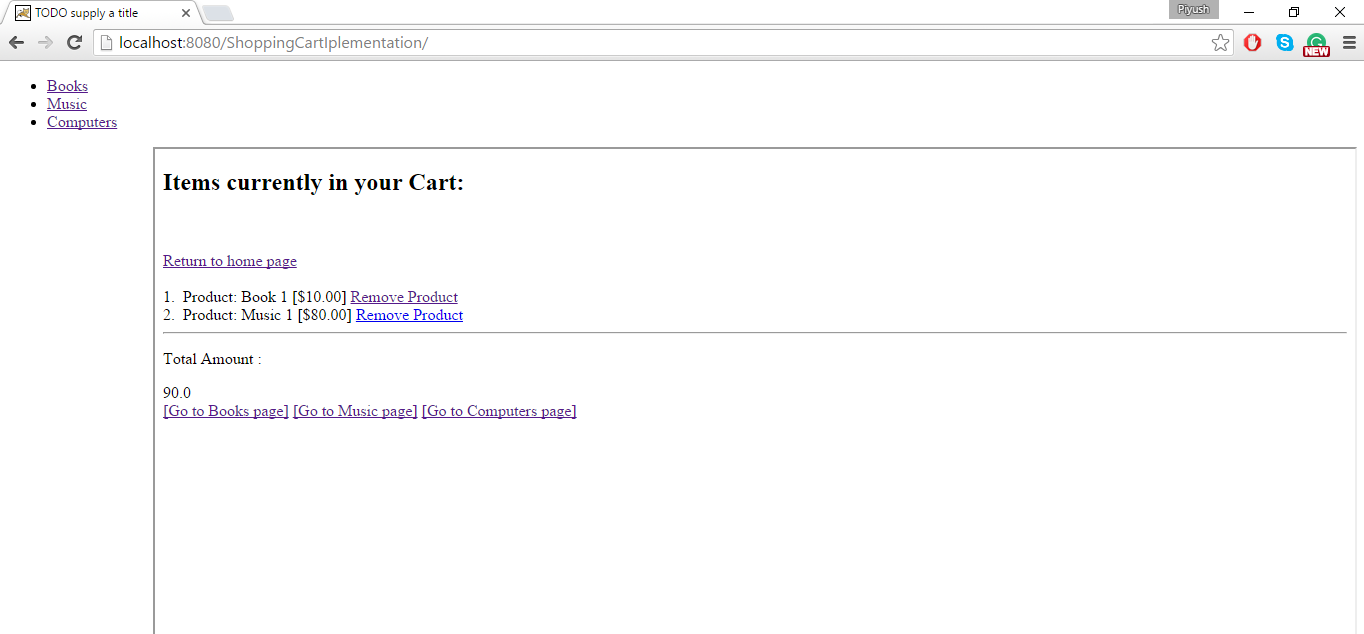 TODO supply a title
Piyush
localhost:8080/ShoppingCartIplementation/
NEW
Books
Music
Computers
Items currently in your Cart:
Return to home page
1. Product: Book 1 [$10.00] Remove Product
2. Product: Music 1 [$80.00] Remove Product
Total Amount :
90.0
[Go to Books page] [Go to Music page] [Go to Computers page]